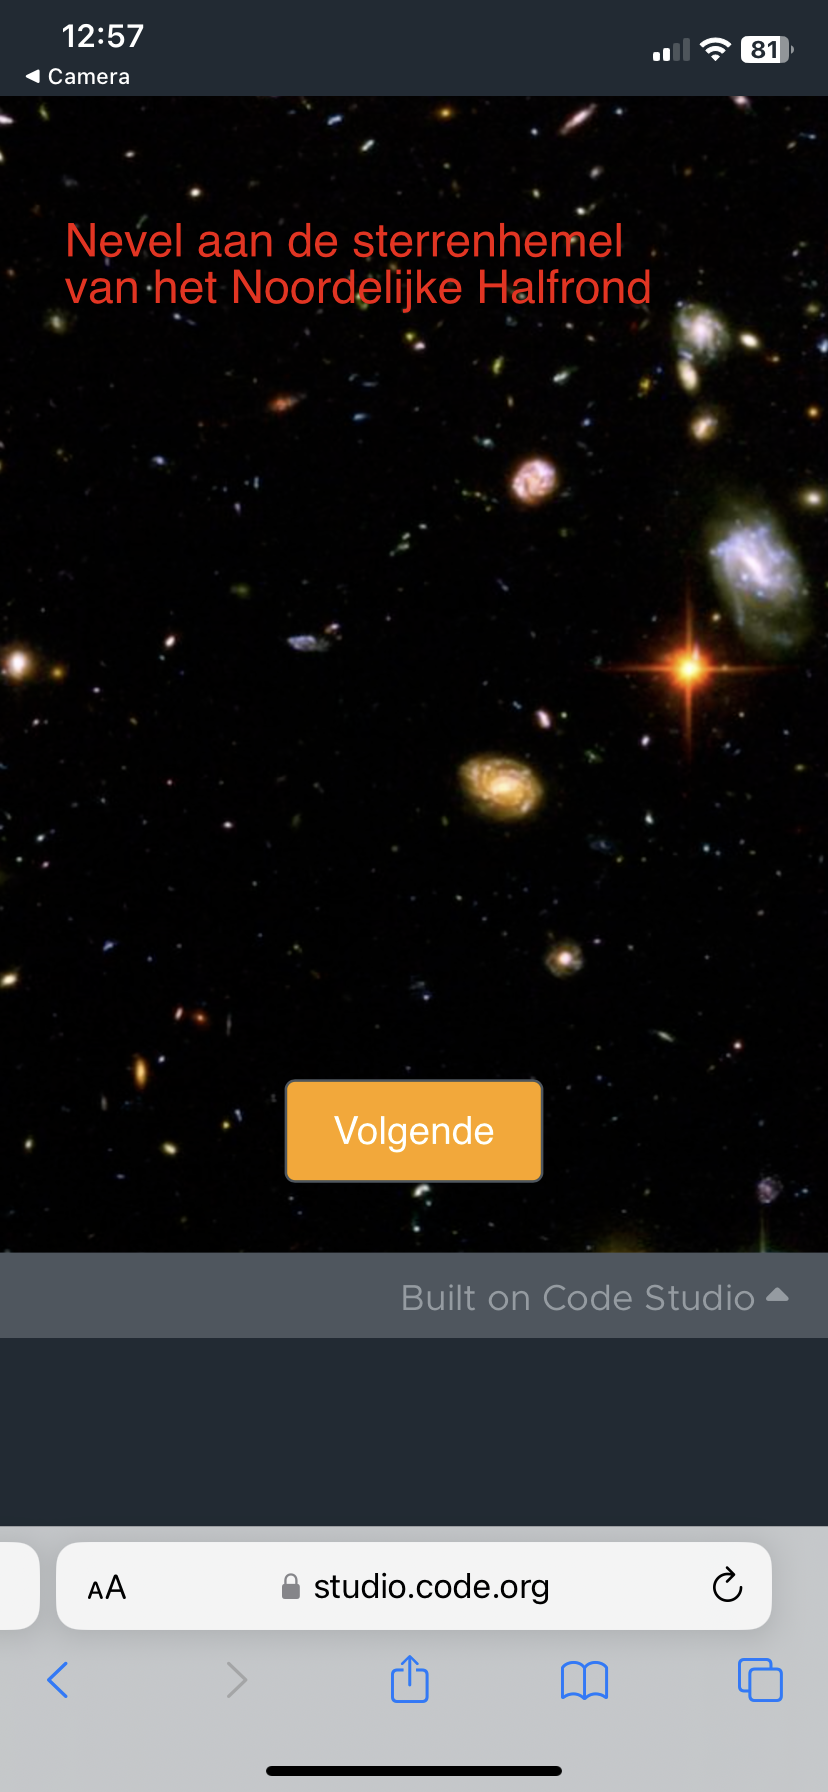 12:57
81
◀ Camera
Nevel aan de sterrenhemel
van het Noordelijke Halfrond
Volgende
Built on Code Studio
AA
studio.code.org